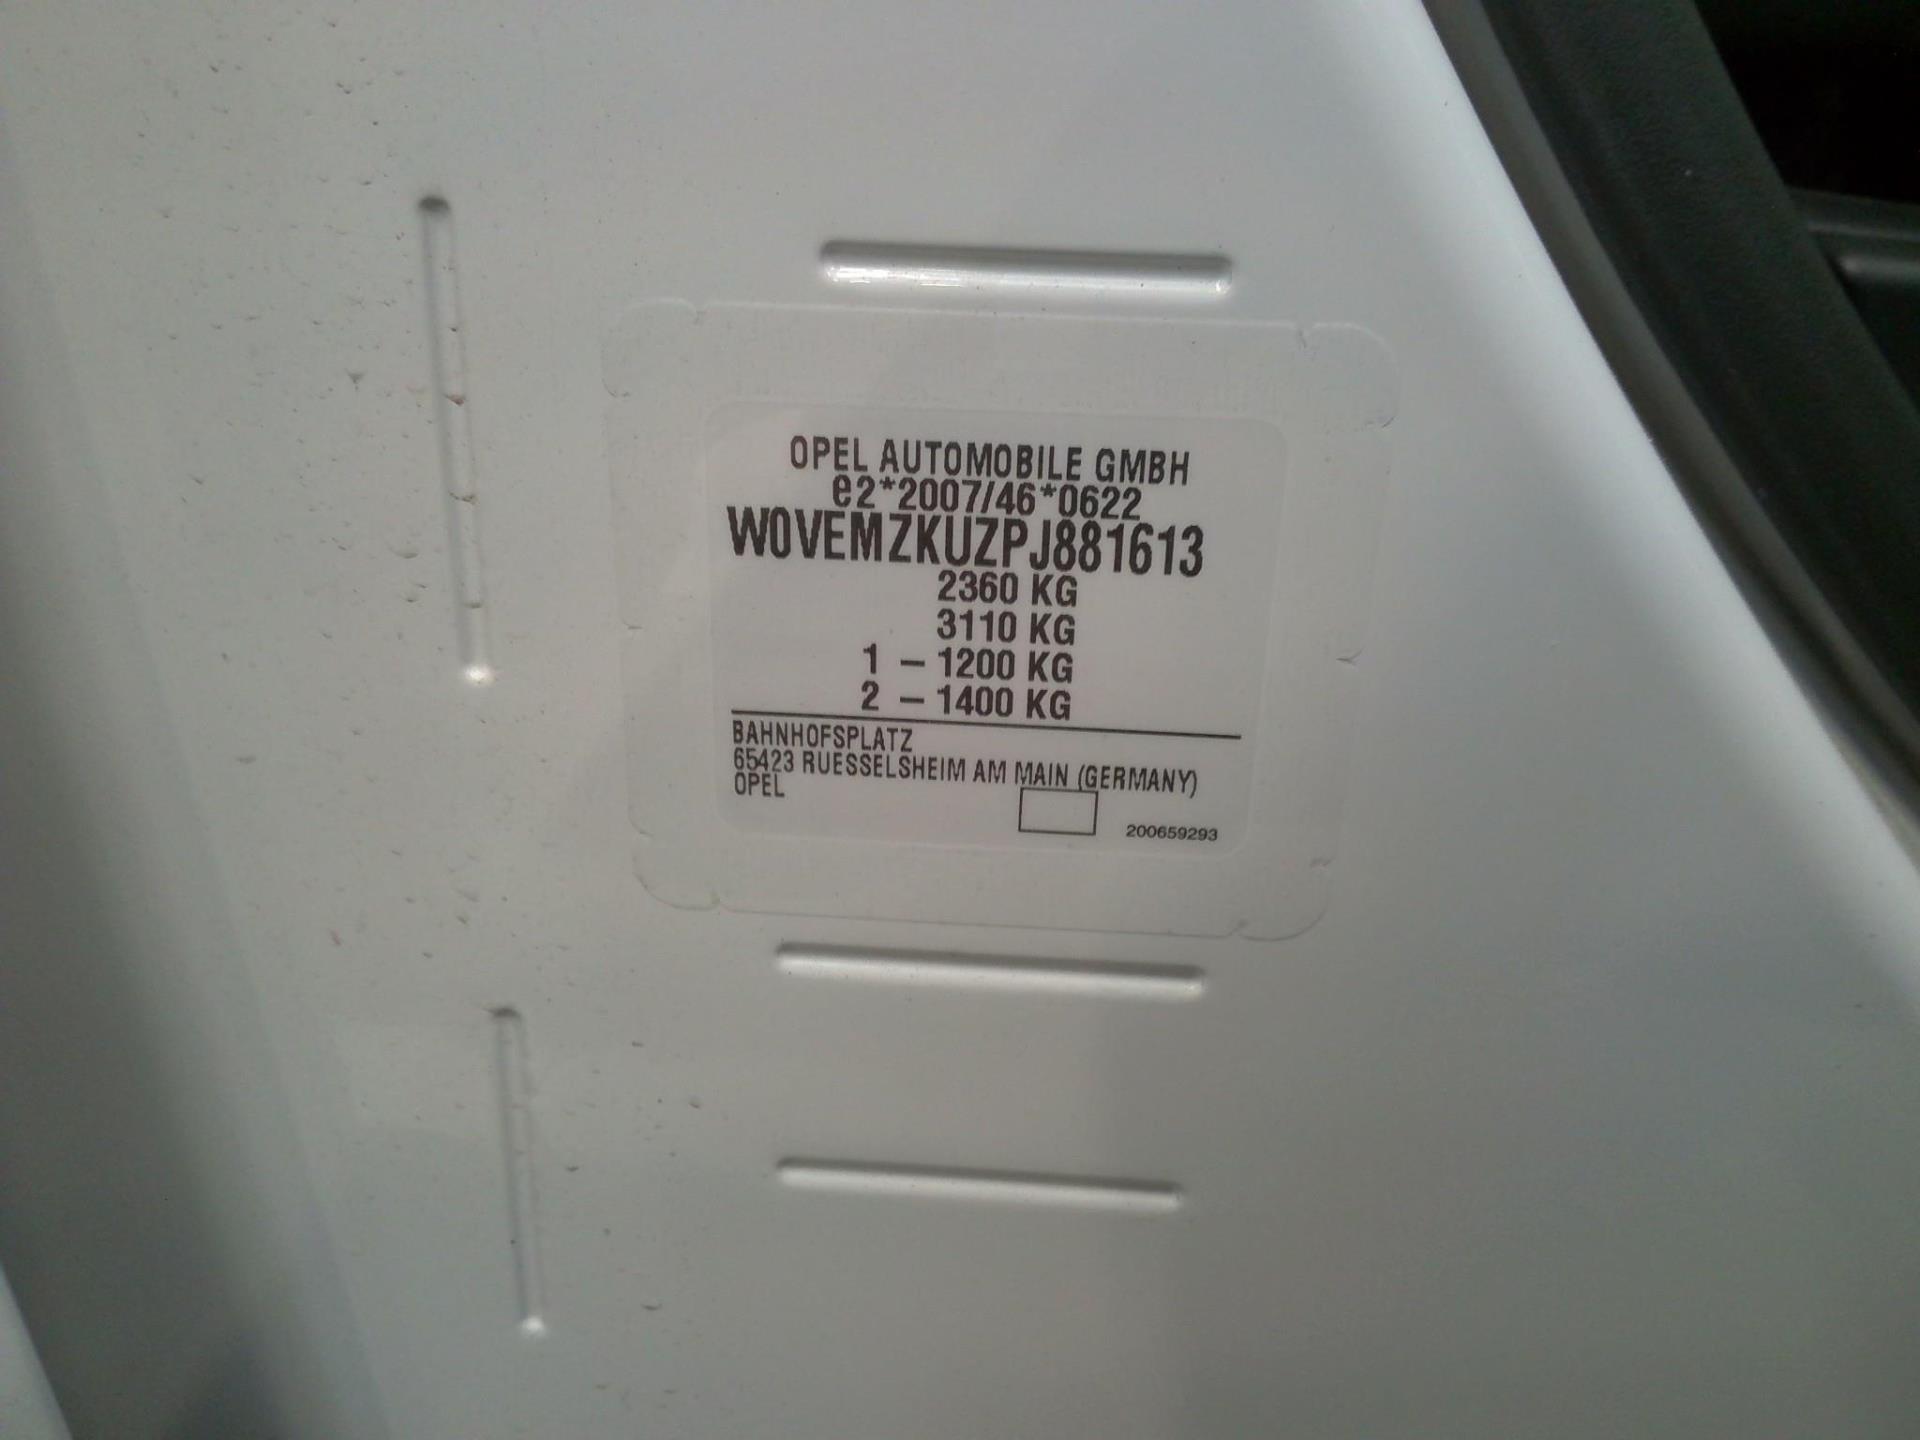 OPEL AUTOMOBILE GMBH
e2*2007/46*0622
W0VEMZKUZPJ881613
2360 KG
3110 KG
1 – 1200 KG
2 – 1400 KG
BAHNHOFSPLATZ
65423 RUESSELSHEIM AM MAIN (GERMANY)
OPEL
200659293